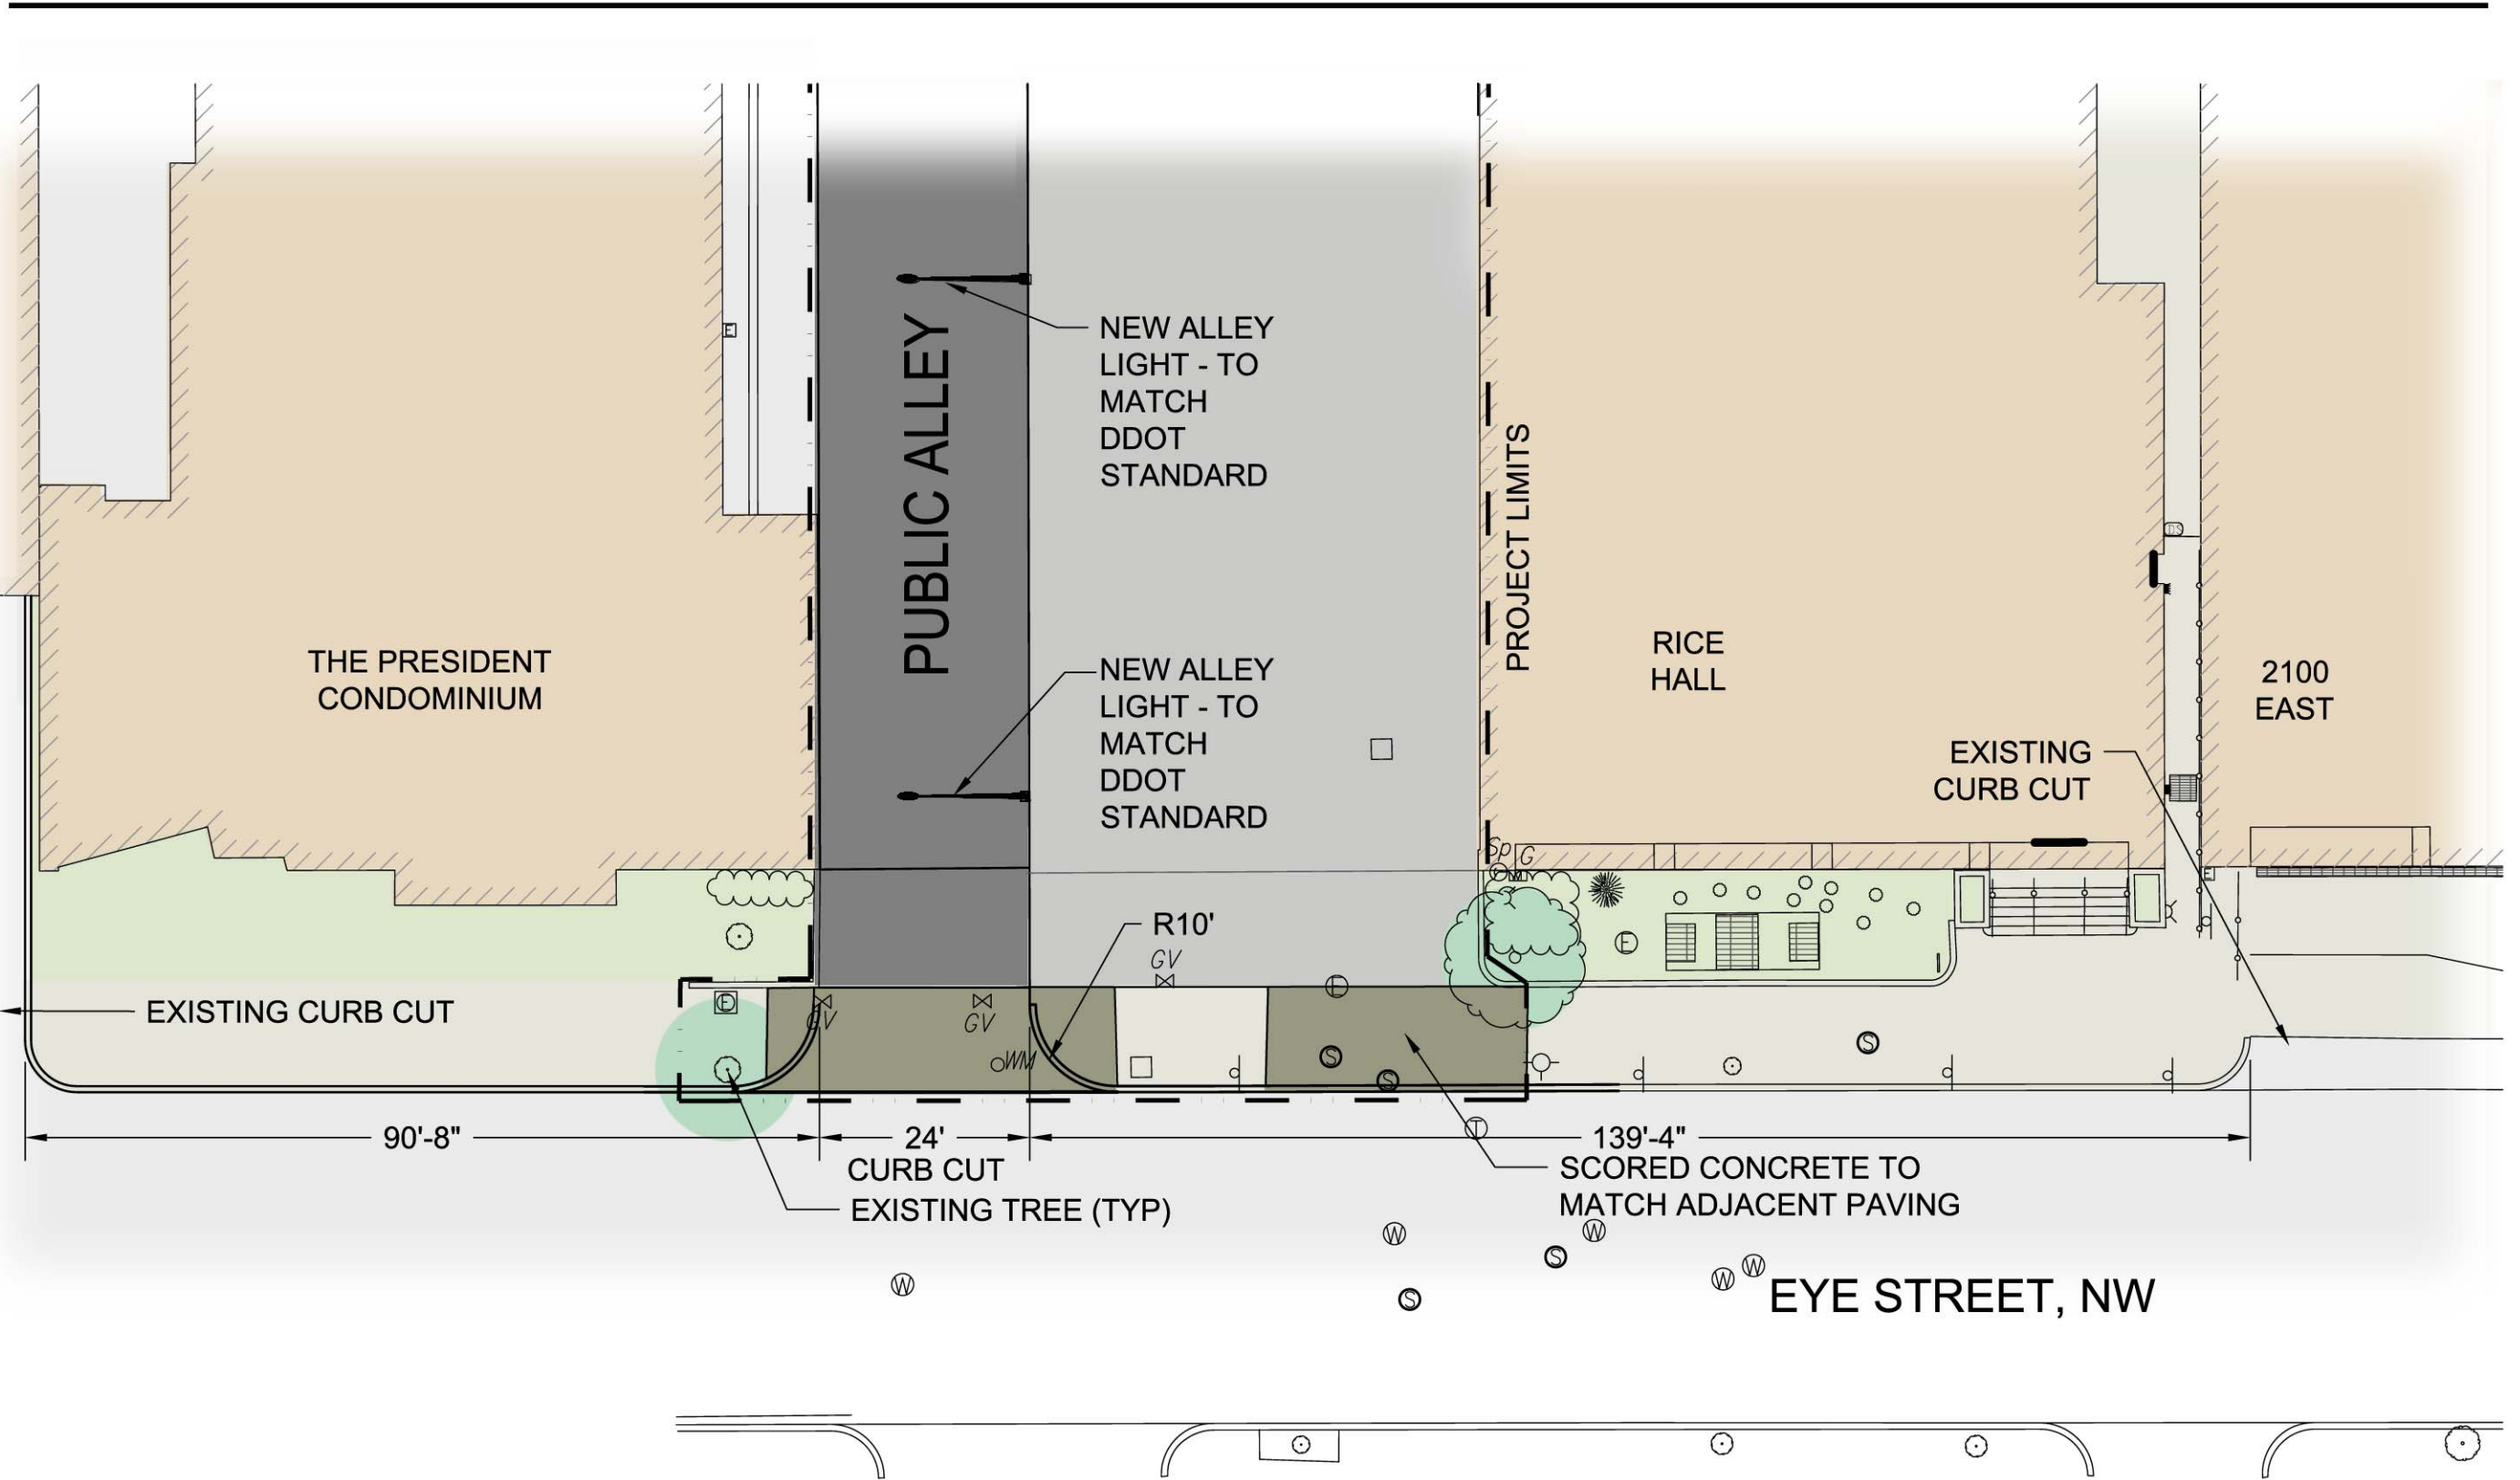 PUBLIC ALLEY
NEW ALLEY
LIGHT - TO
MATCH
DDOT
STANDARD
E
PROJECT LIMITS
THE PRESIDENT
CONDOMINIUM
NEW ALLEY
LIGHT - TO
MATCH
DDOT
STANDARD
RICE
HALL
2100
EAST
EXISTING
CURB CUT
DS
Sp G
E
R10'
GV
E
EXISTING CURB CUT
E
GV
GV
E
WM
S
S
S
90'-8"
24'
CURB CUT
T
139'-4"
EXISTING TREE (TYP)
SCORED CONCRETE TO
MATCH ADJACENT PAVING
W
W
W
S
W
W
S
EYE STREET, NW